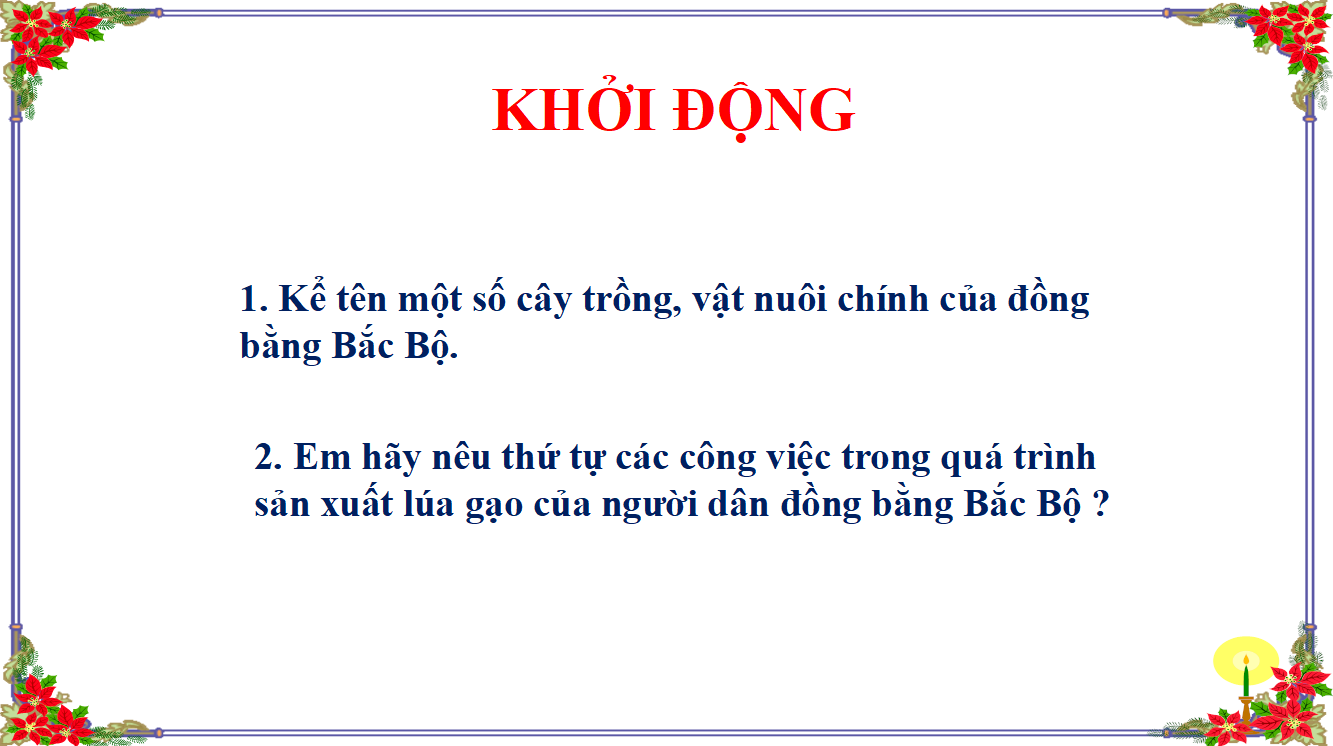 KHỞI ĐỘNG
1. Kể tên một số cây trồng, vật nuôi chính của đồng
bằng Bắc Bộ.
2. Em hãy nêu thứ tự các công việc trong quá trình
sản xuất lúa gạo của người dân đồng bằng Bắc Bộ ?